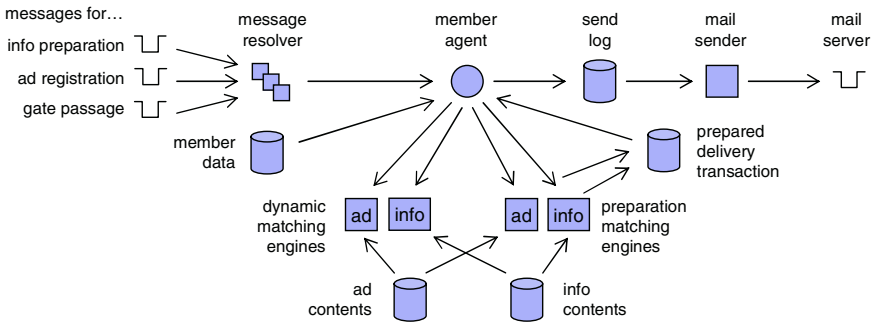 messages for…
info preparation
ad registration
gate passage
message
resolver
member
agent
send
log
mail
sender
mail
server
member
data
prepared
delivery
transaction
dynamic
matching
engines
ad
info
ad
info
preparation
matching
engines
ad
contents
info
contents